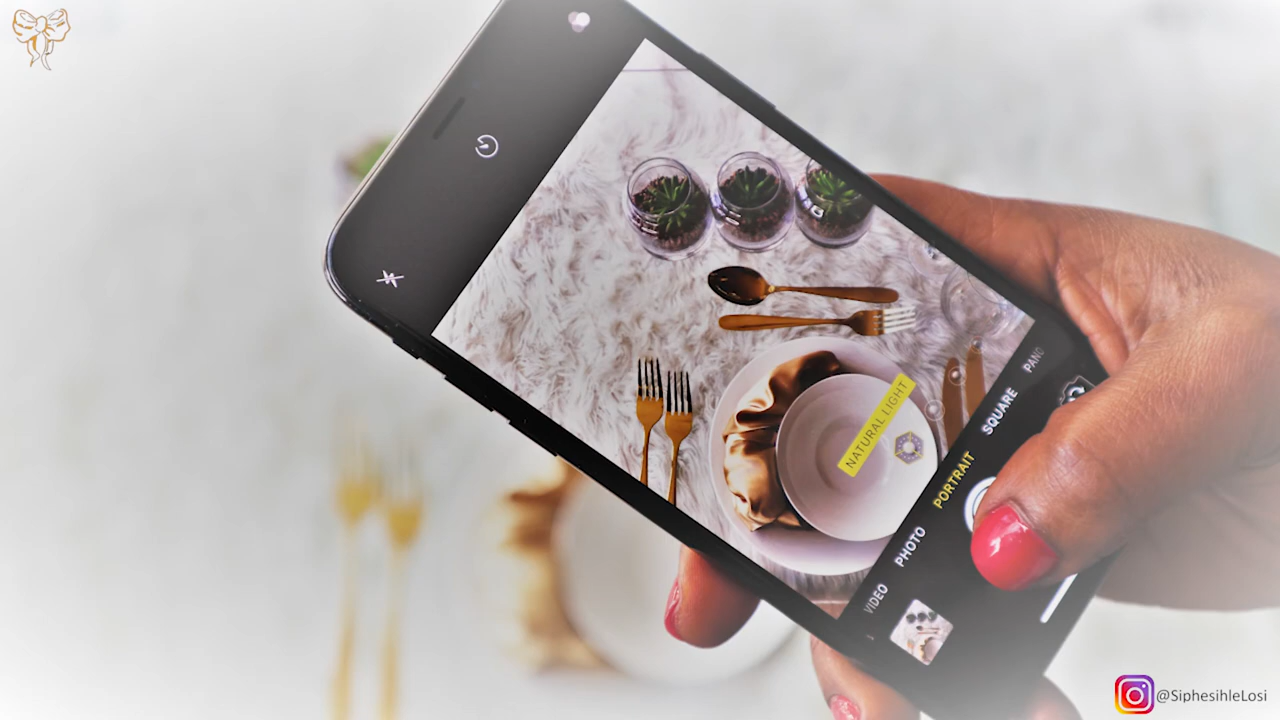 NATURAL LIGHT
PANO
SQUARE
PORTRAIT
PHOTO
VIDEO
@SiphesihleLosi